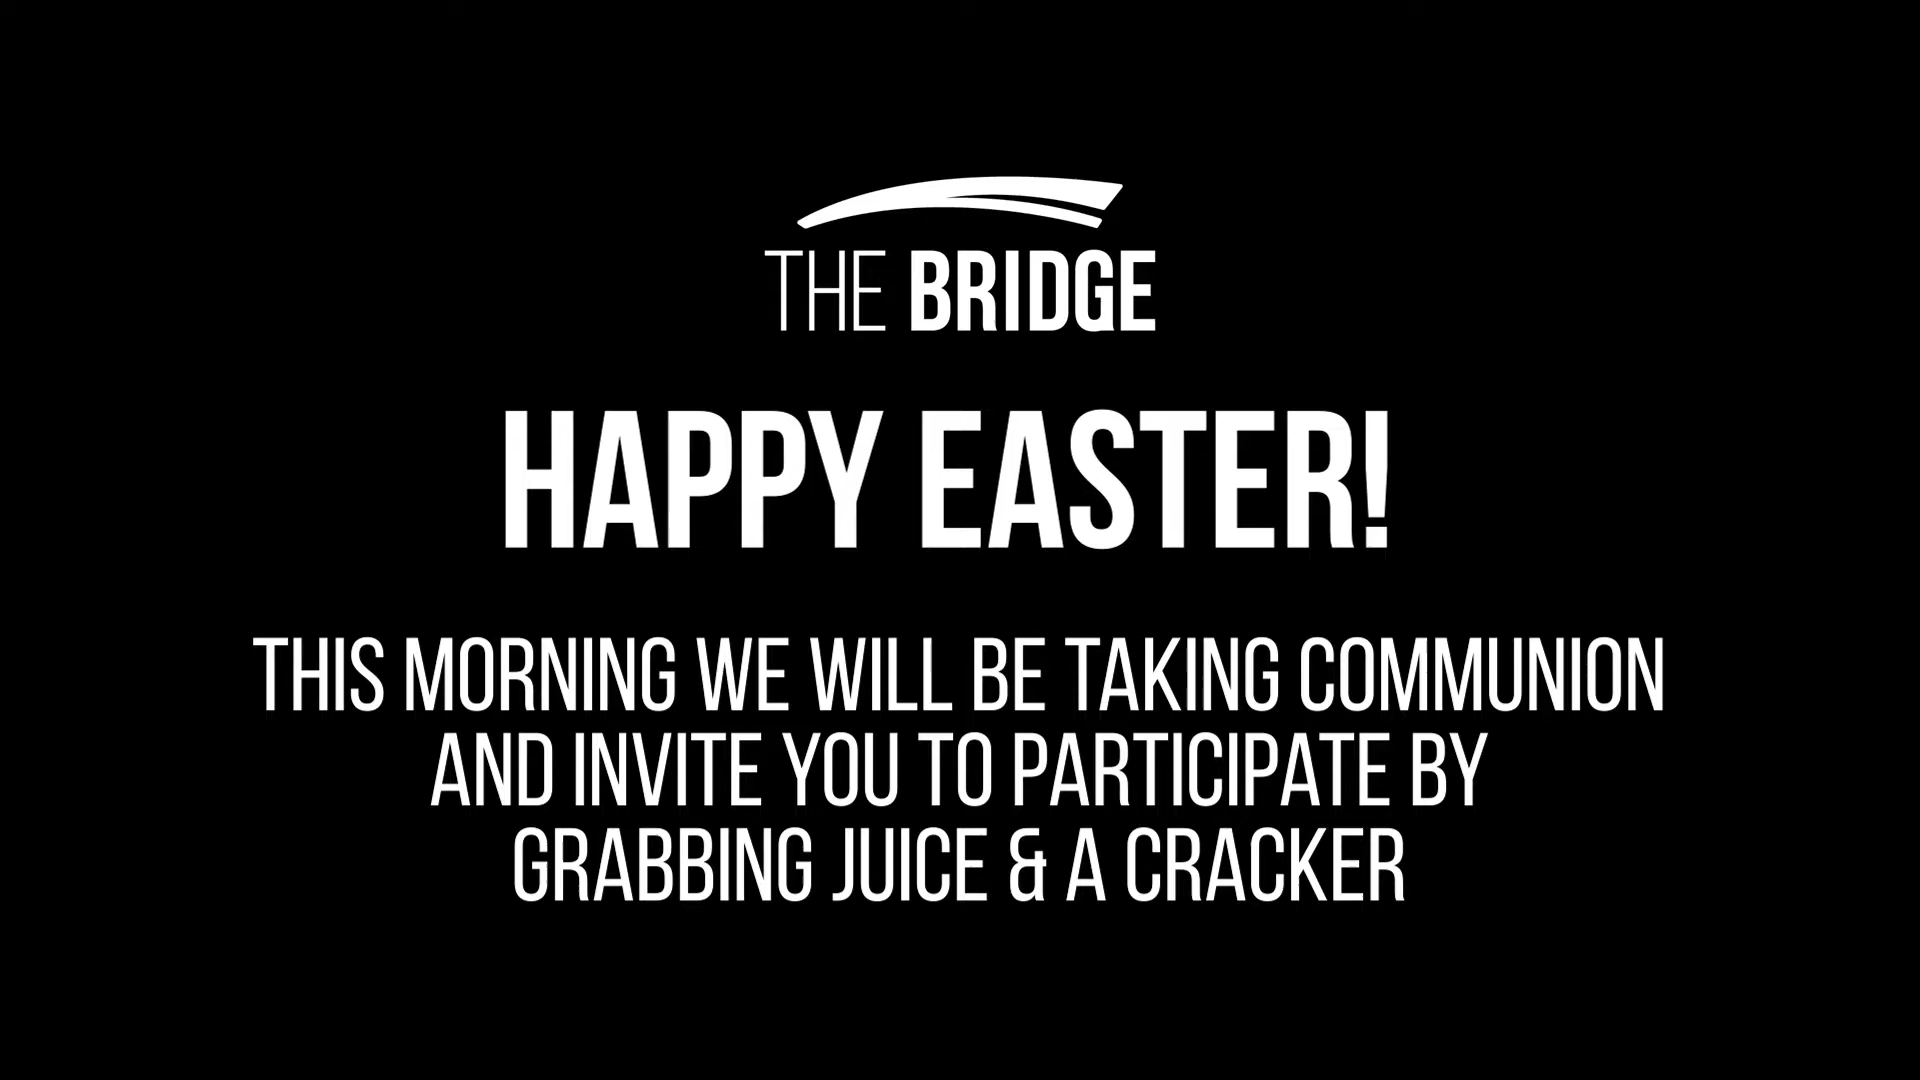 THE BRIDGE
HAPPY EASTER!
THIS MORNING WE WILL BE TAKING COMMUNION
AND INVITE YOU TO PARTICIPATE BY
GRABBING JUICE & A CRACKER